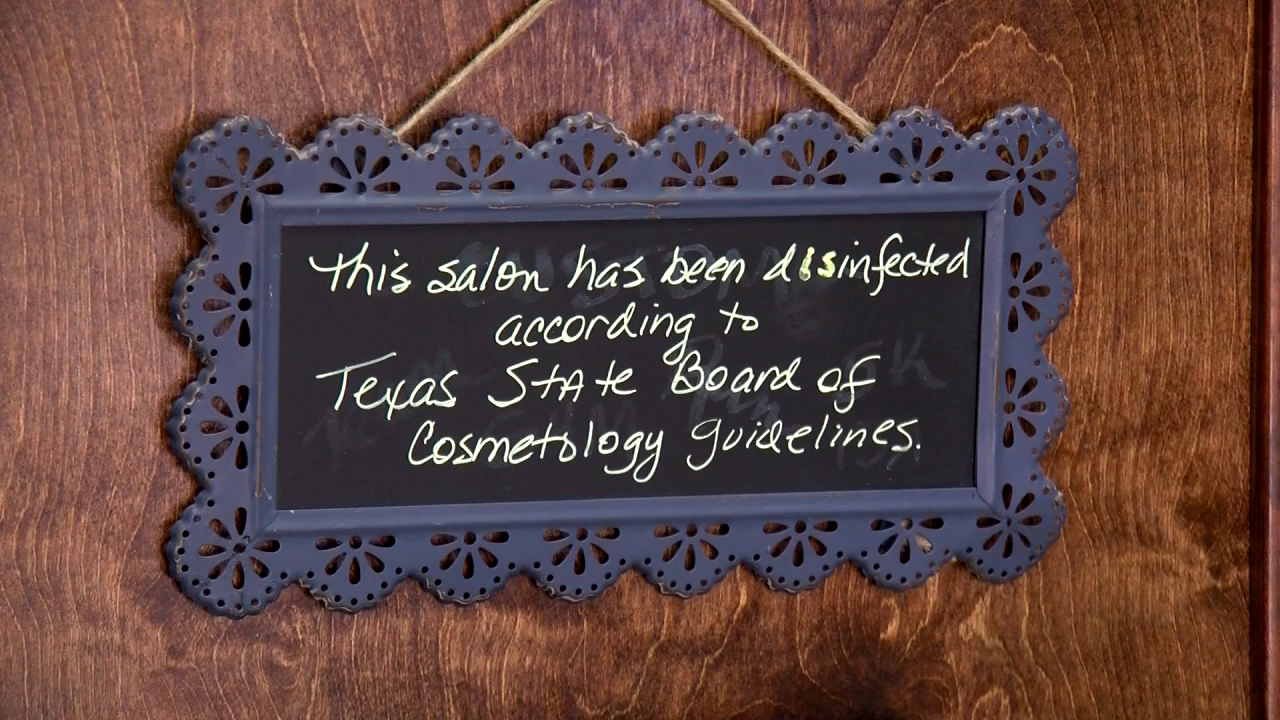 This salon has been disinfected
according to
Texas State Board of
Cosmetology guidelines.